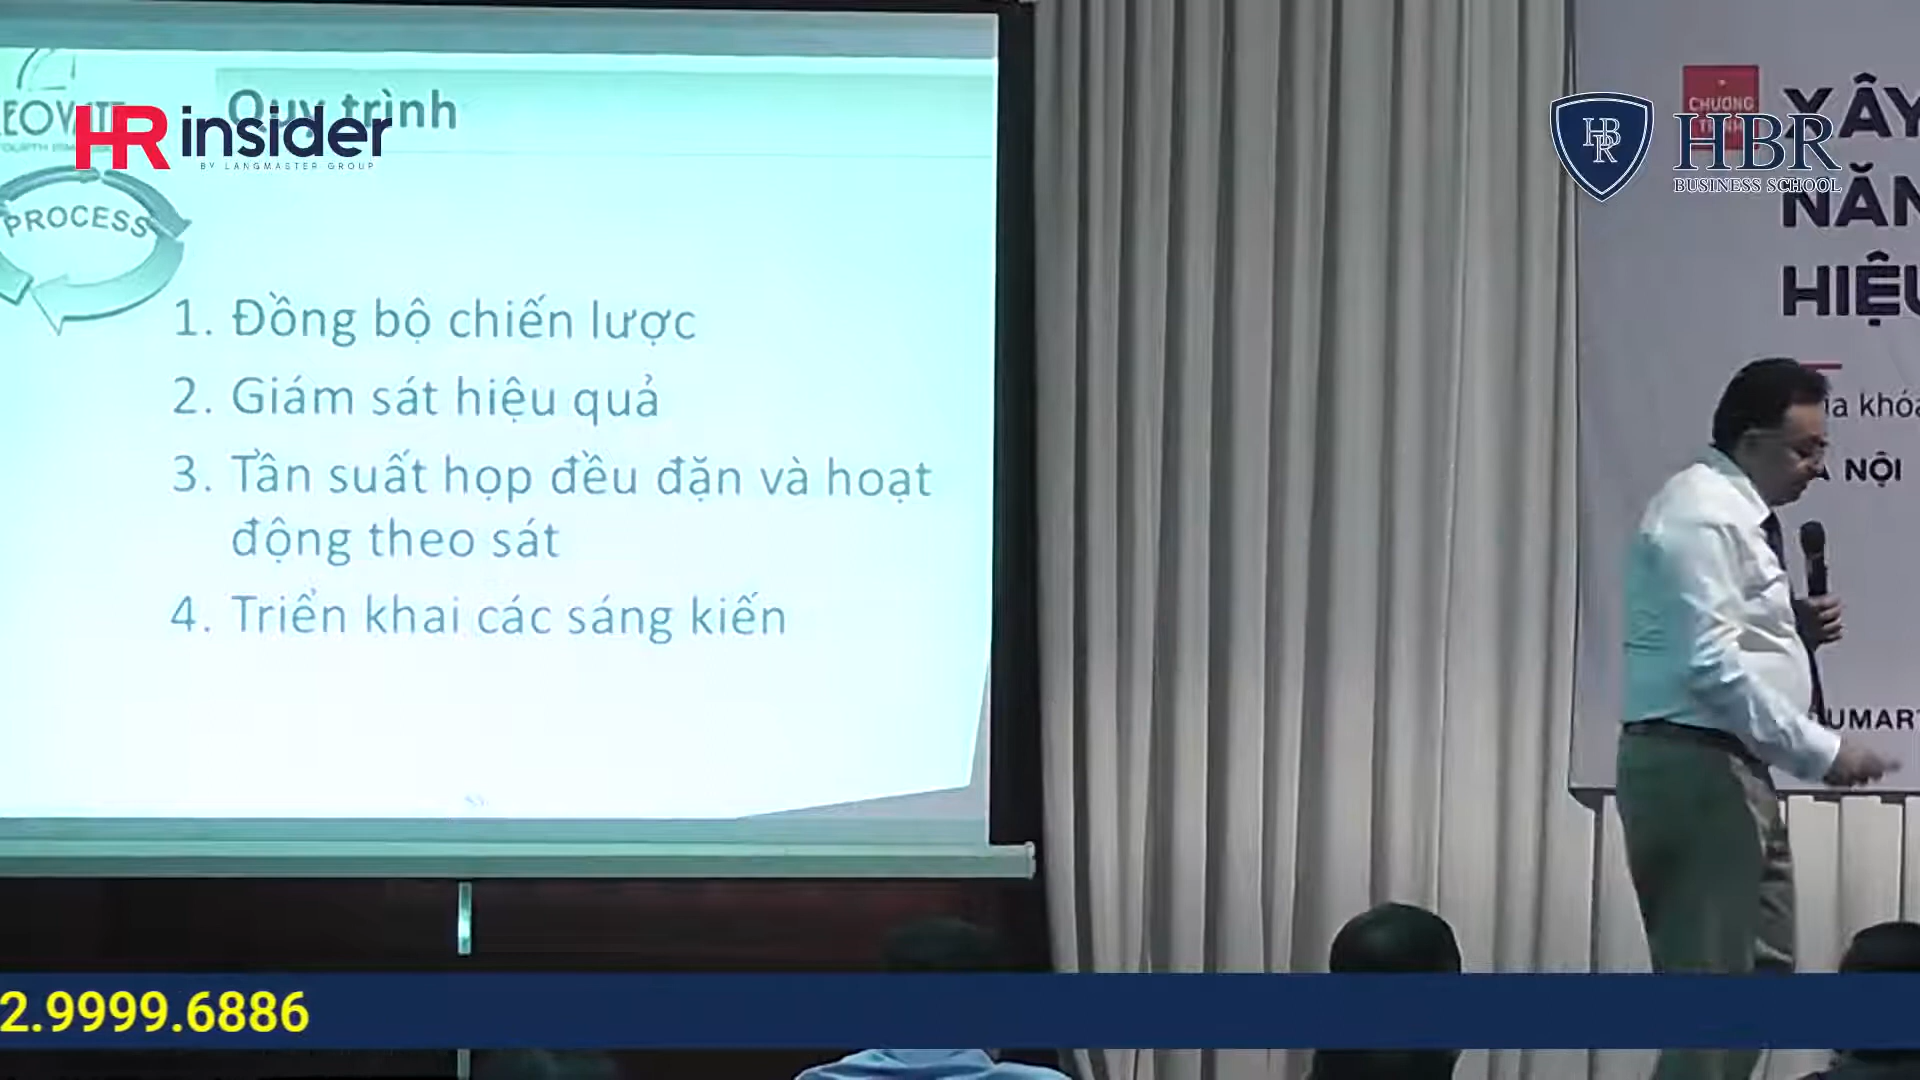 Quy trình
HR insider
BY LANGMASTER GROUP
PROCESS
1. Đồng bộ chiến lược
2. Giám sát hiệu quả
3. Tần suất họp đều đặn và hoạt
động theo sát
4. Triển khai các sáng kiến
CHƯƠNG
TRÌNH
XÂY
NĂN
HIỆU
HBR
HBR
BUSINESS SCHOOL
khóa
NỘI
UMART
2.9999.6886